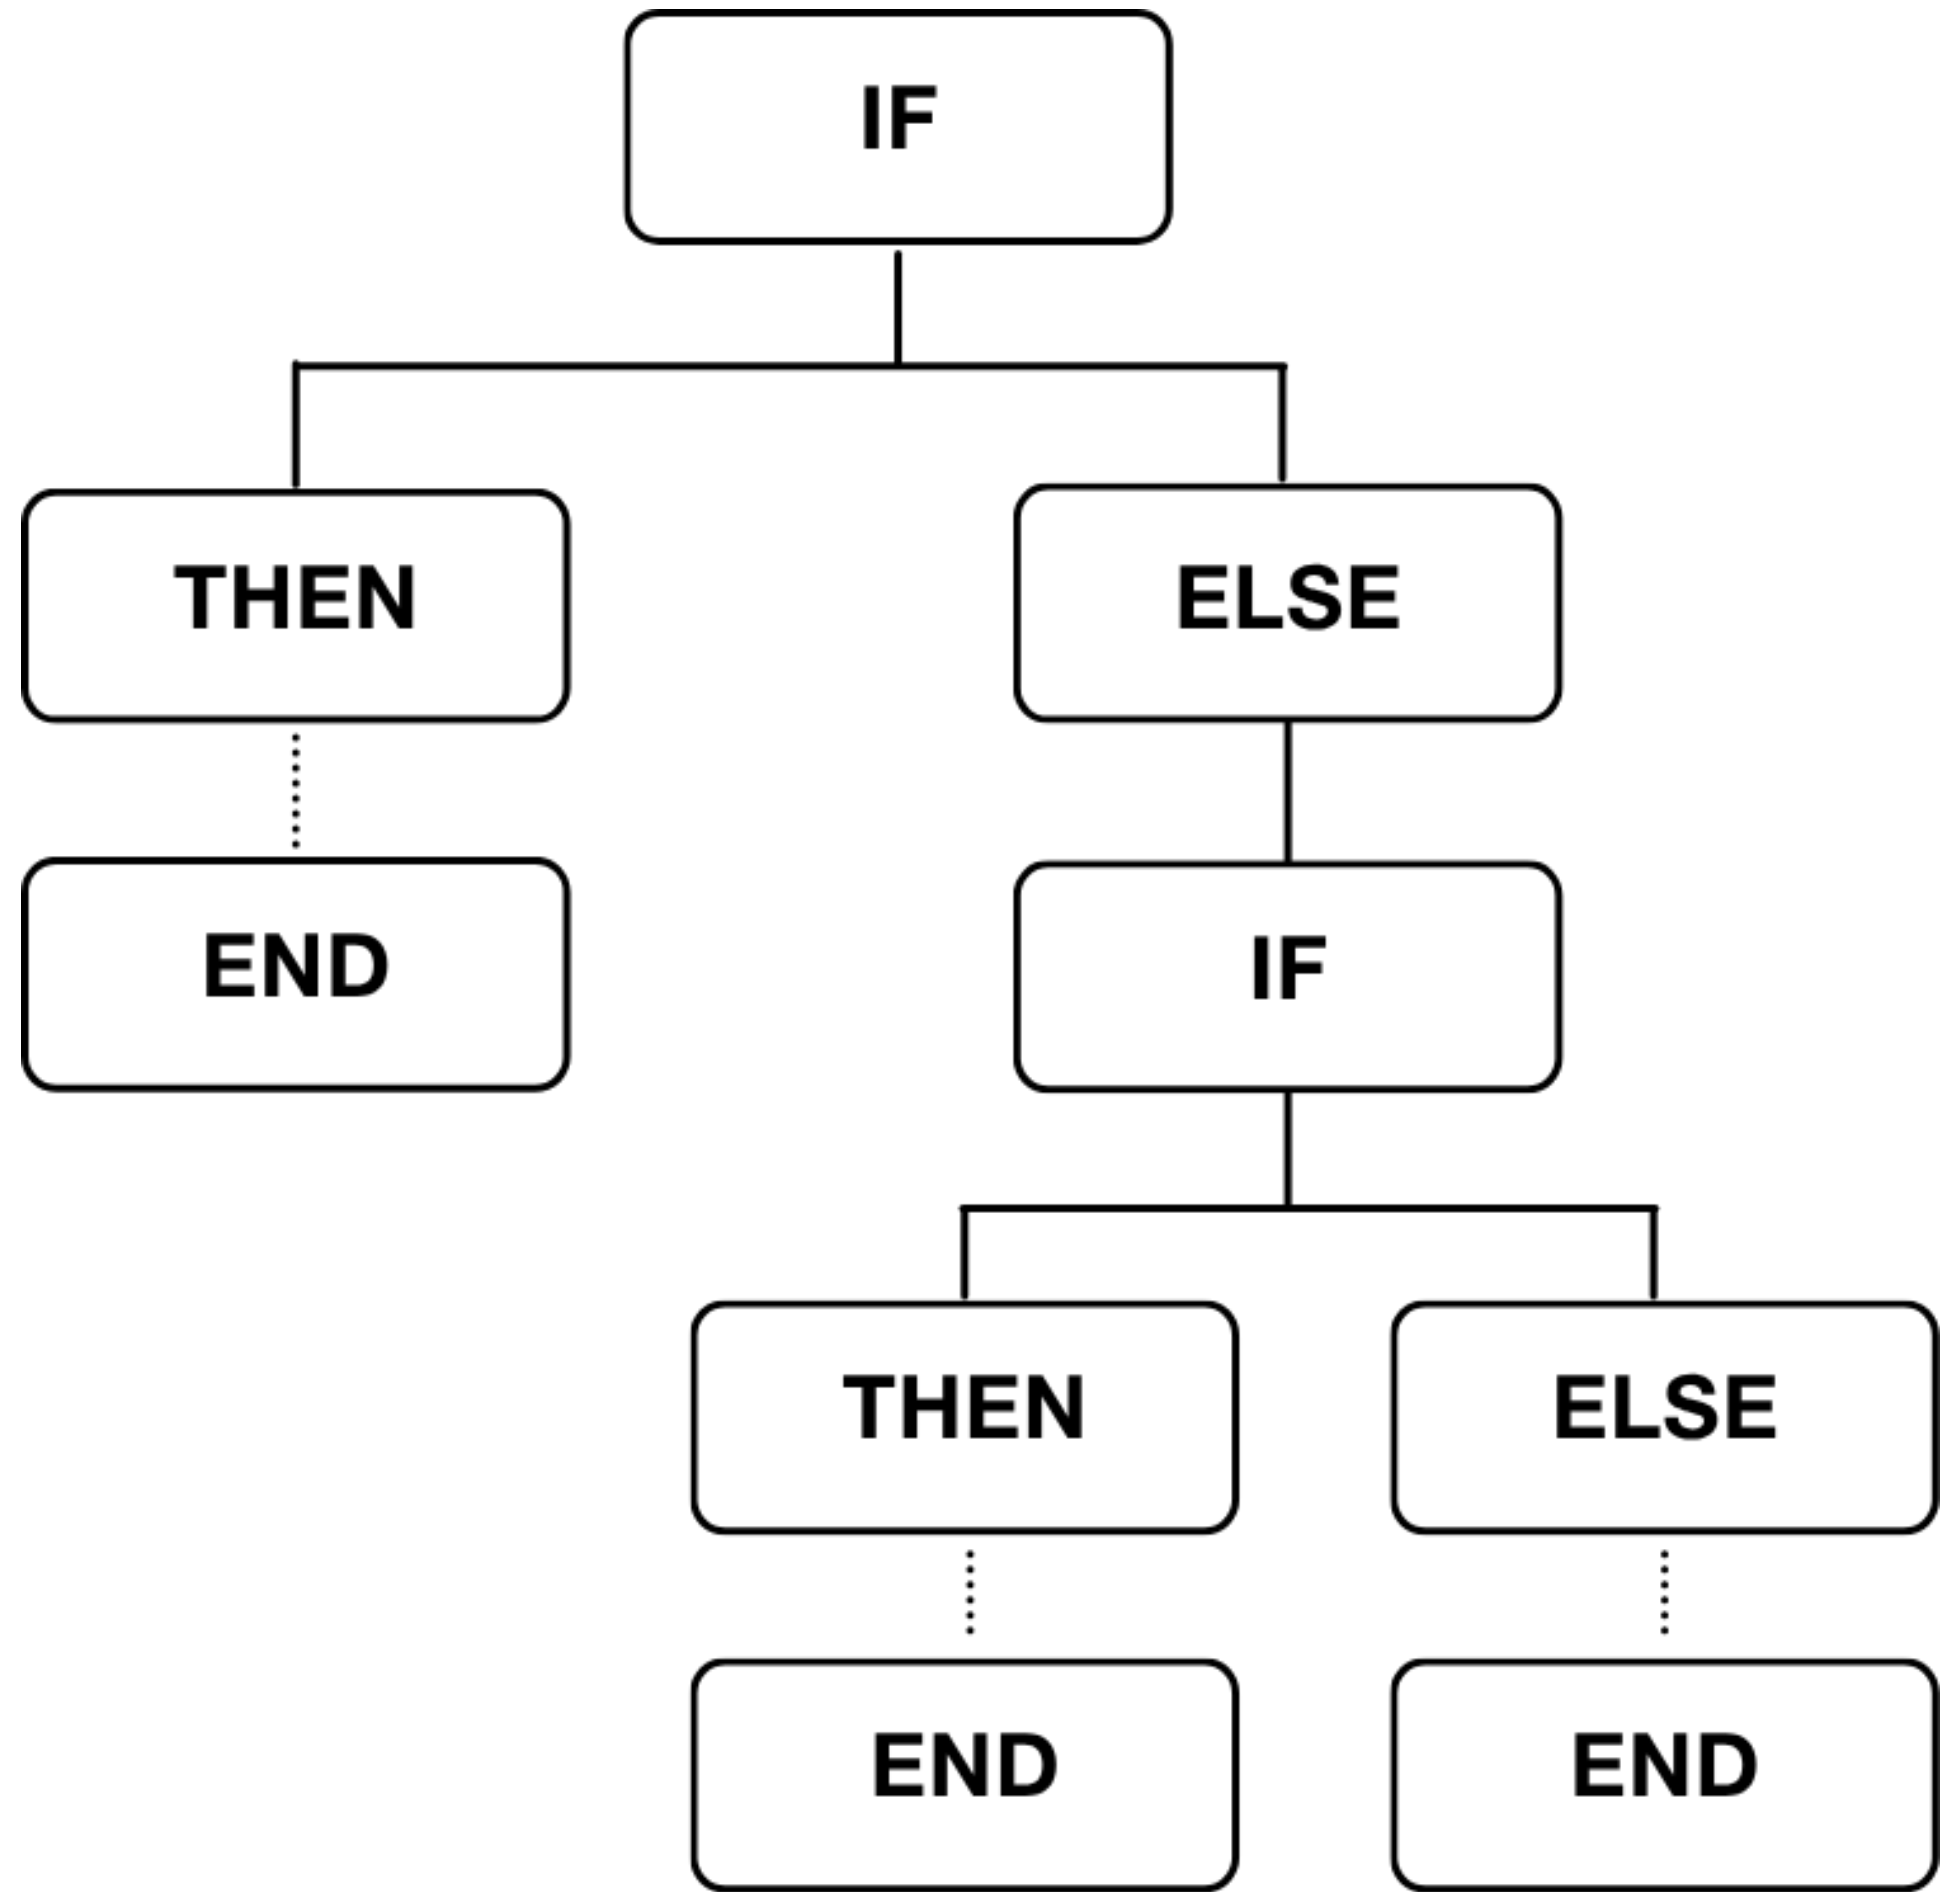 IF
THEN
ELSE
END
IF
THEN
ELSE
END
END